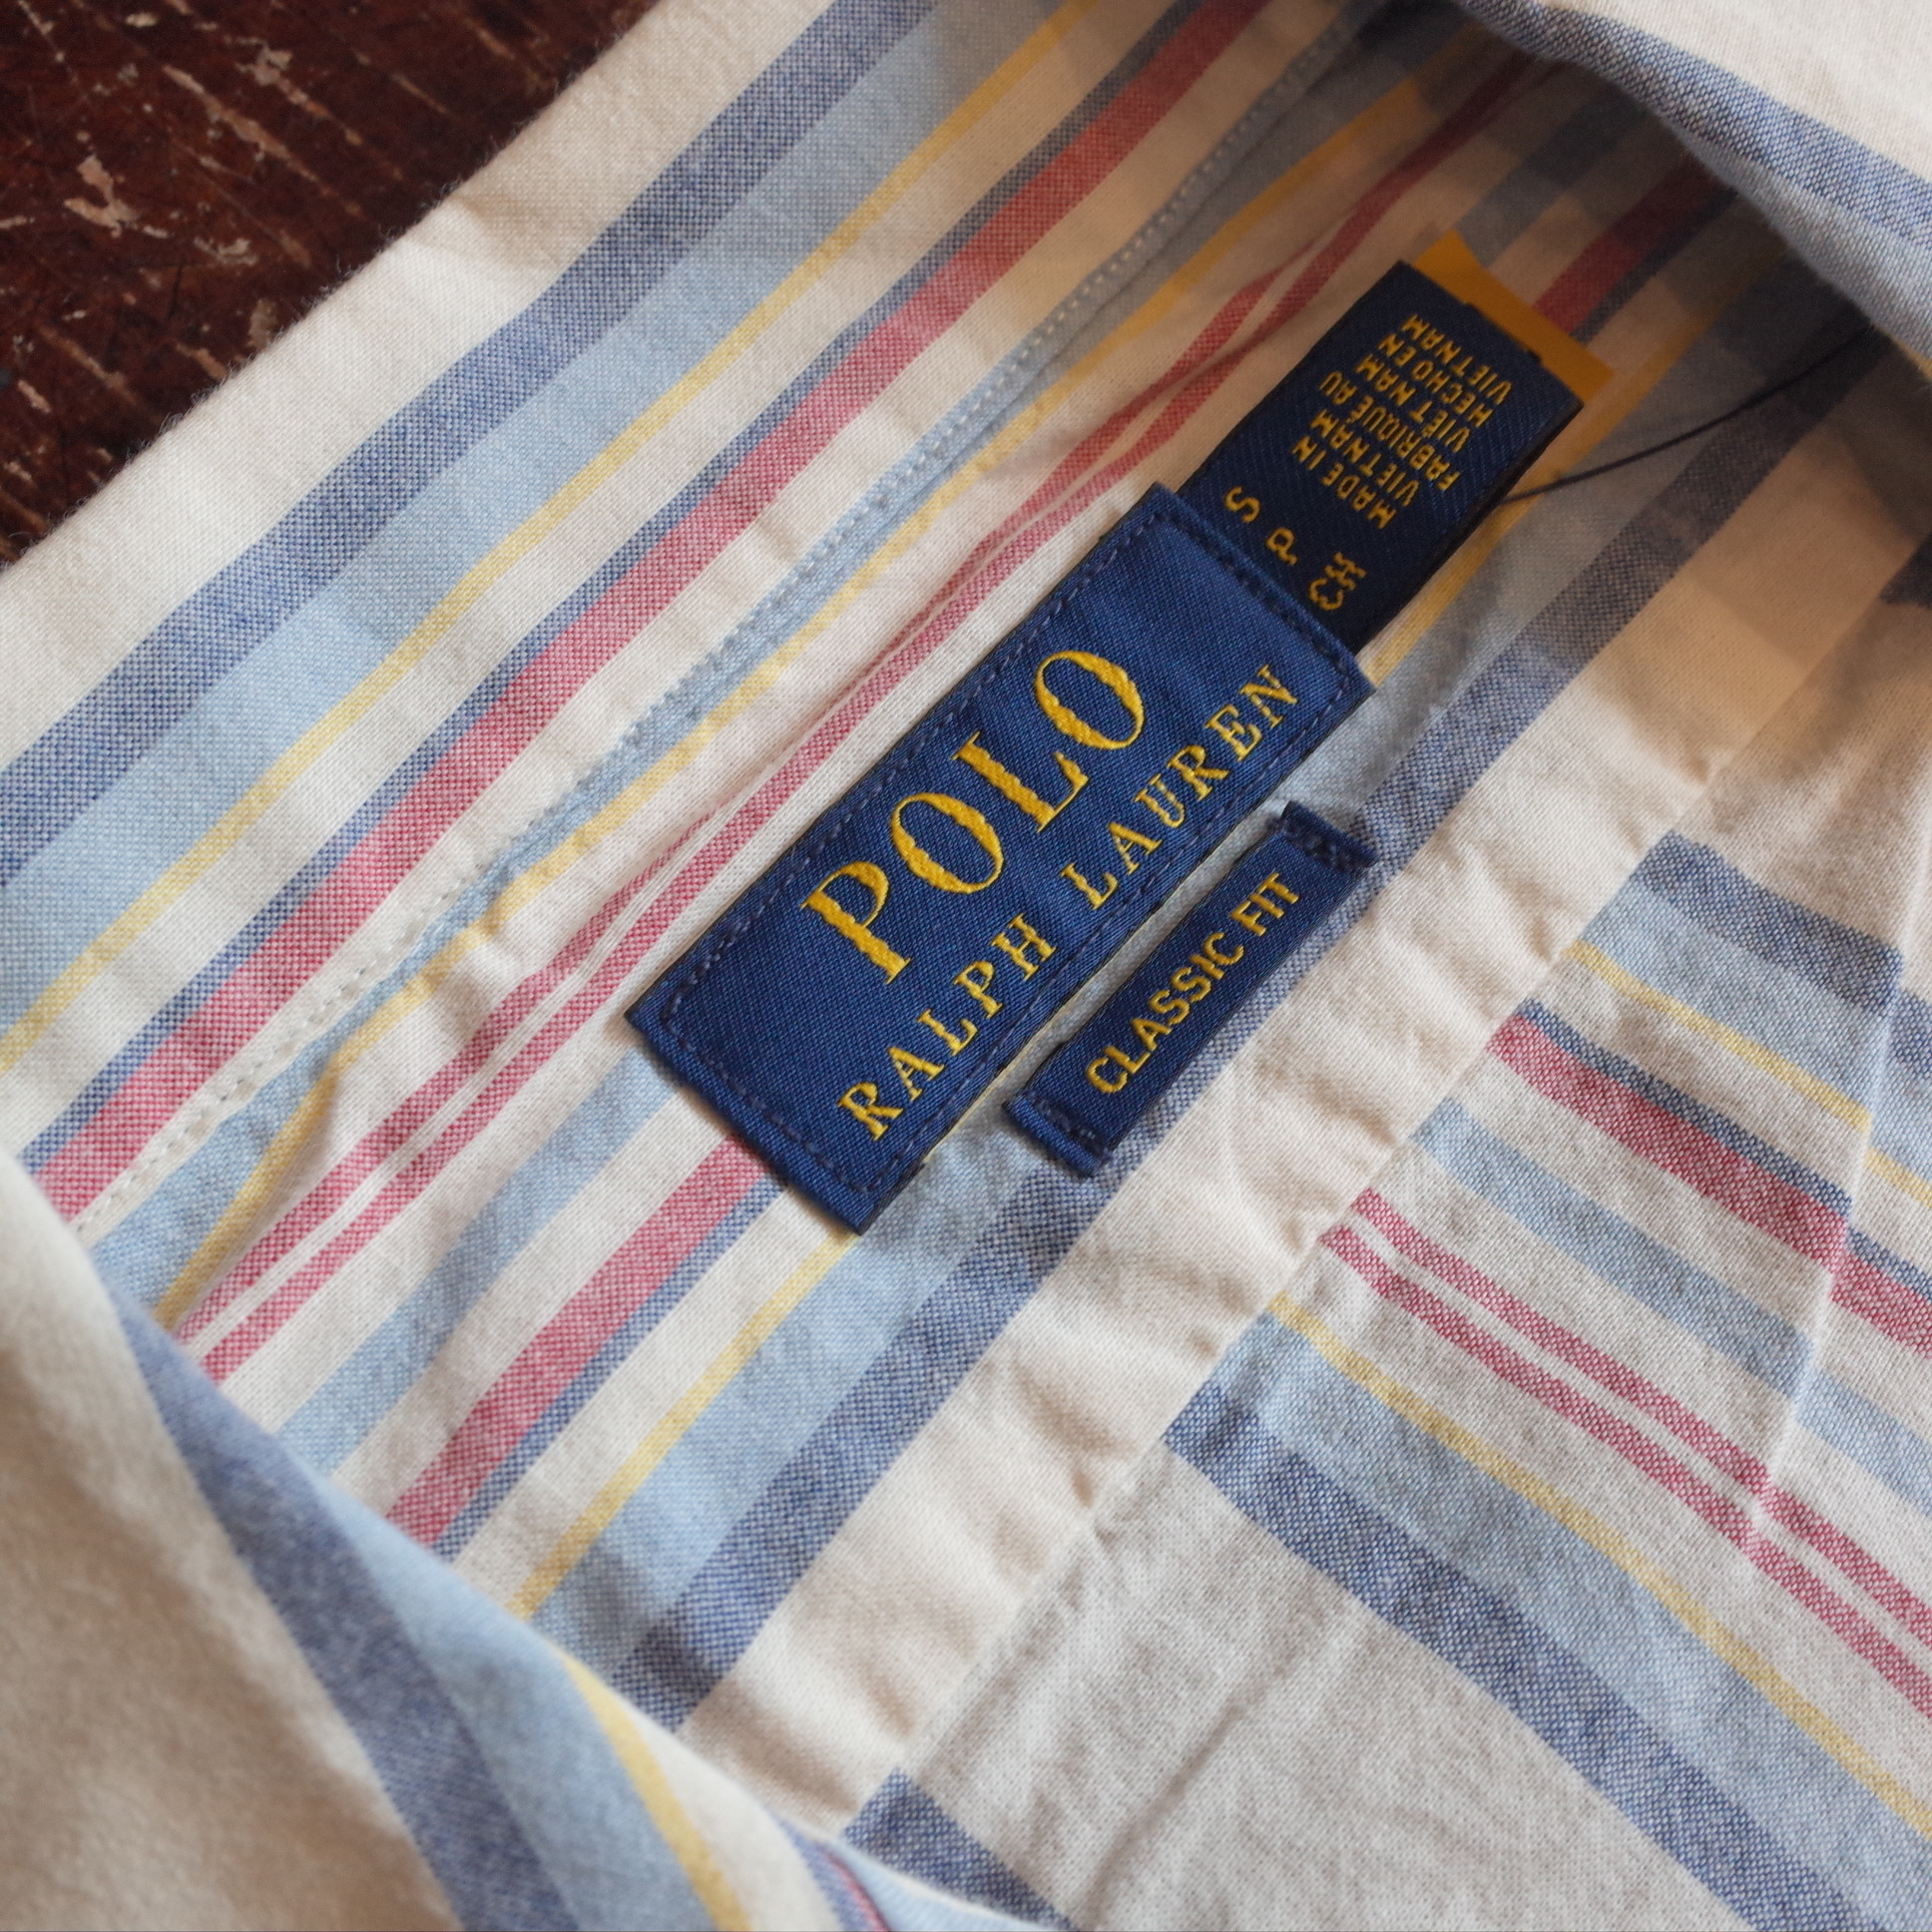 POLO
RALPH LAUREN
CLASSIC FIT
S
P
CH
MADE IN
VIETNAM
FABRIQUE AU
VIET NAM
HECHO EN
VIETNAM